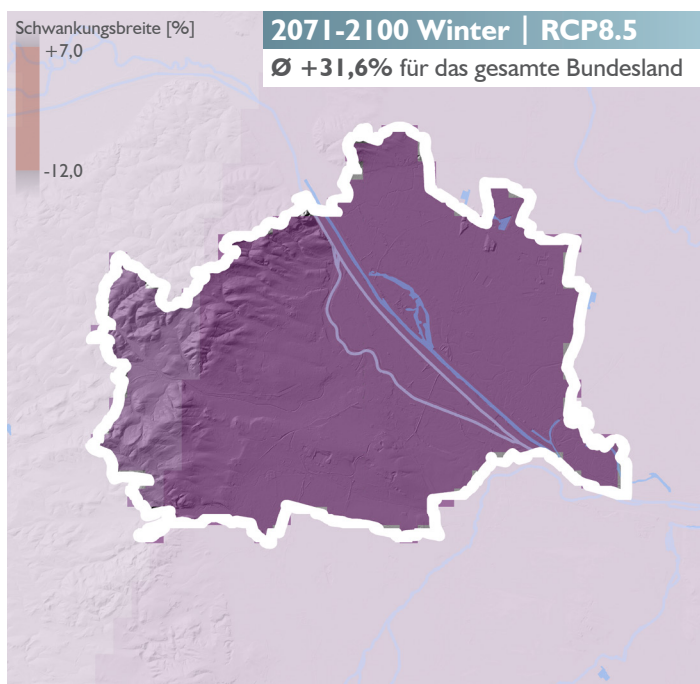 Schwankungsbreite [%]
+7,0
-12,0
2071-2100 Winter | RCP8.5
Ø +31,6% für das gesamte Bundesland